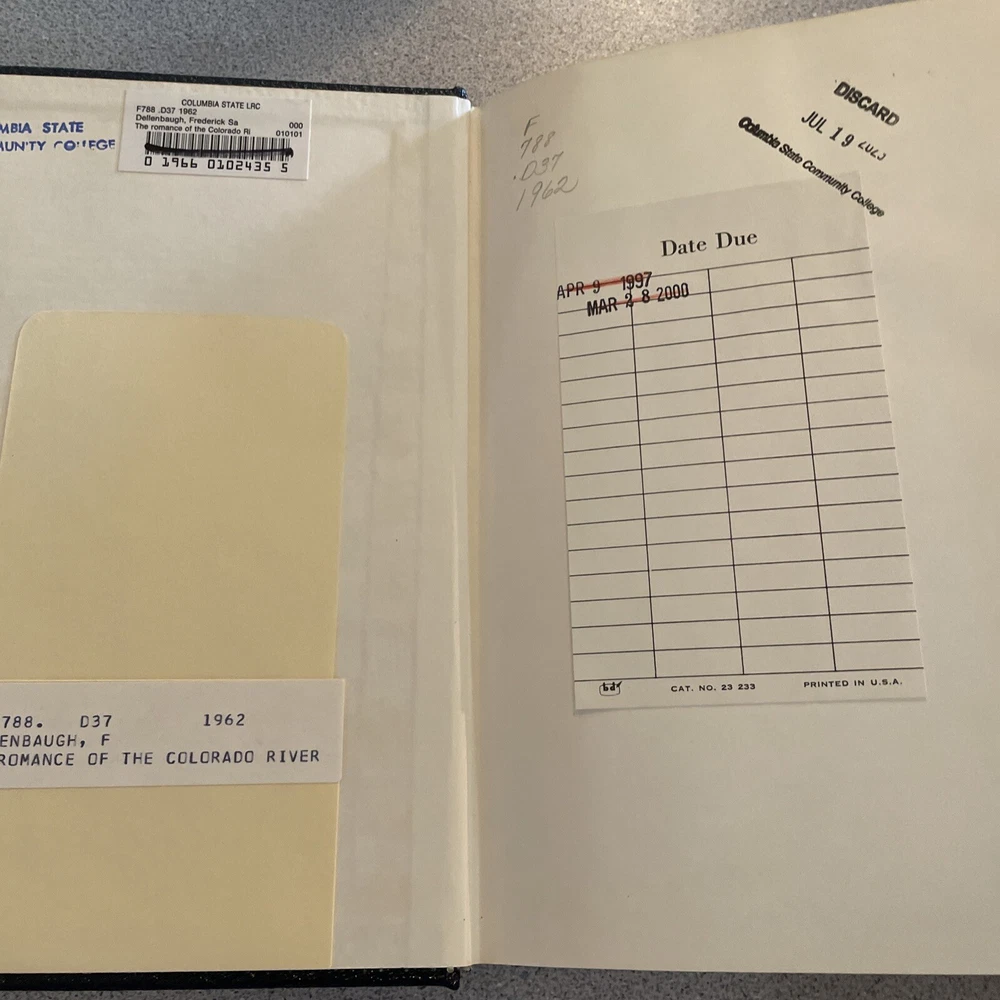 MBIA STATE
MUNITY COLLEGE
COLUMBIA STATE LRC
F788 .D37 1962
Dellenbaugh, Frederick Sa 000
The romance of the Colorado Ri 010101
0 1966 0102435 5
788. D37 1962
ENBAUGH, F
ROMANCE OF THE COLORADO RIVER
F
788
.D37
1962
DISCARD
JUL 19 2023
Columbia State Community College
Date Due
APR 9 1997
MAR 28 2000
bd
CAT. NO. 23 233
PRINTED IN U.S.A.